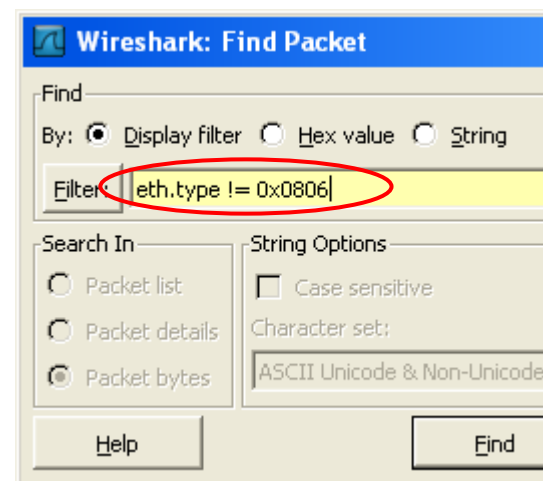 Wireshark: Find Packet
Find
By: Display filter Hex value String
Filter: eth.type != 0x0806
Search In String Options
Packet list Case sensitive
Packet details Character set:
Packet bytes ASCII Unicode & Non-Unicode
Help Find